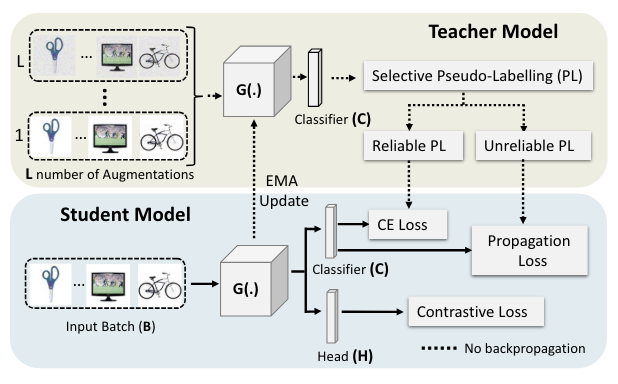 Teacher Model
L
...
G(.)
Selective Pseudo-Labelling (PL)
Classifier (C)
1
...
Reliable PL
Unreliable PL
L number of Augmentations
EMA
Update
Student Model
CE Loss
Propagation
Loss
Classifier (C)
...
G(.)
Input Batch (B)
Contrastive Loss
Head (H)
No backpropagation